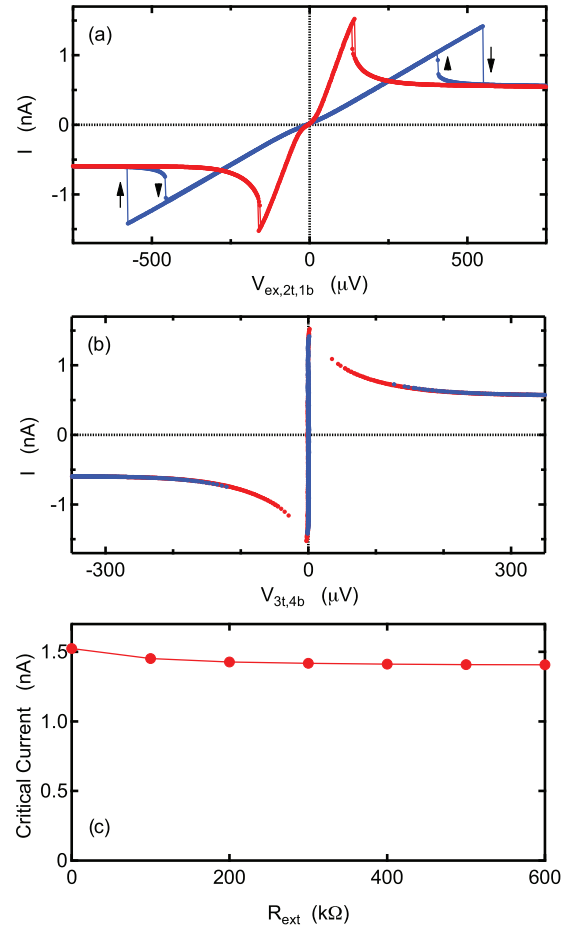 (a)
I (nA)
1
0
-1
-500
0
500
V_ex,2t,1b (μV)
(b)
I (nA)
1
0
-1
-300
0
300
V_3t,4b (μV)
Critical Current (nA)
1.5
1.0
0.5
0
(c)
0
200
400
600
R_ext (kΩ)